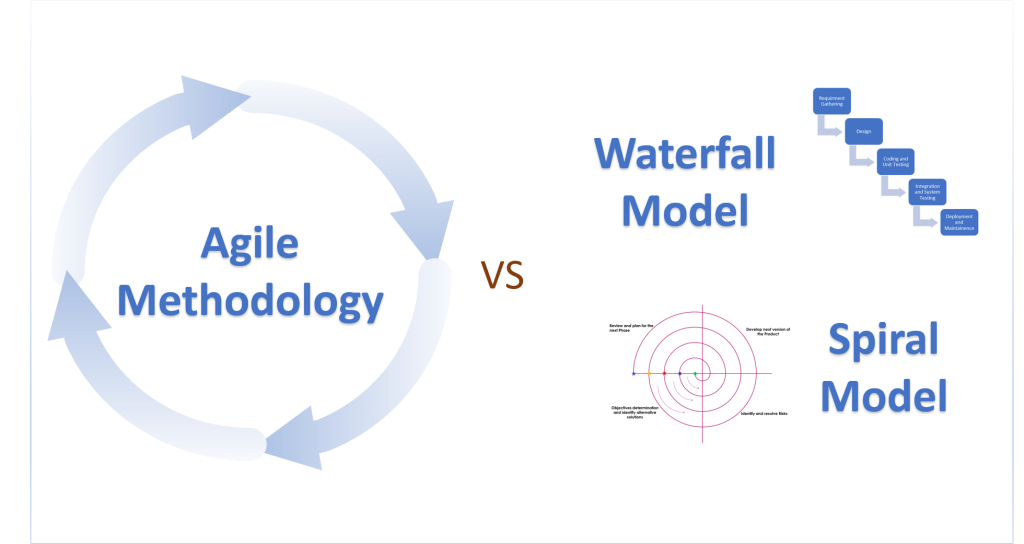 Agile
Methodology
VS
Waterfall
Model
Requirment
Gathering
Design
Coding and
Unit Testing
Integration
and System
Testing
Deployment
and
Maintainence
Review and plan for the
next Phase
Develop next version of
the Product
Objectives determination
and identify alternative
solutions
Identify and resolve Risks
Spiral
Model